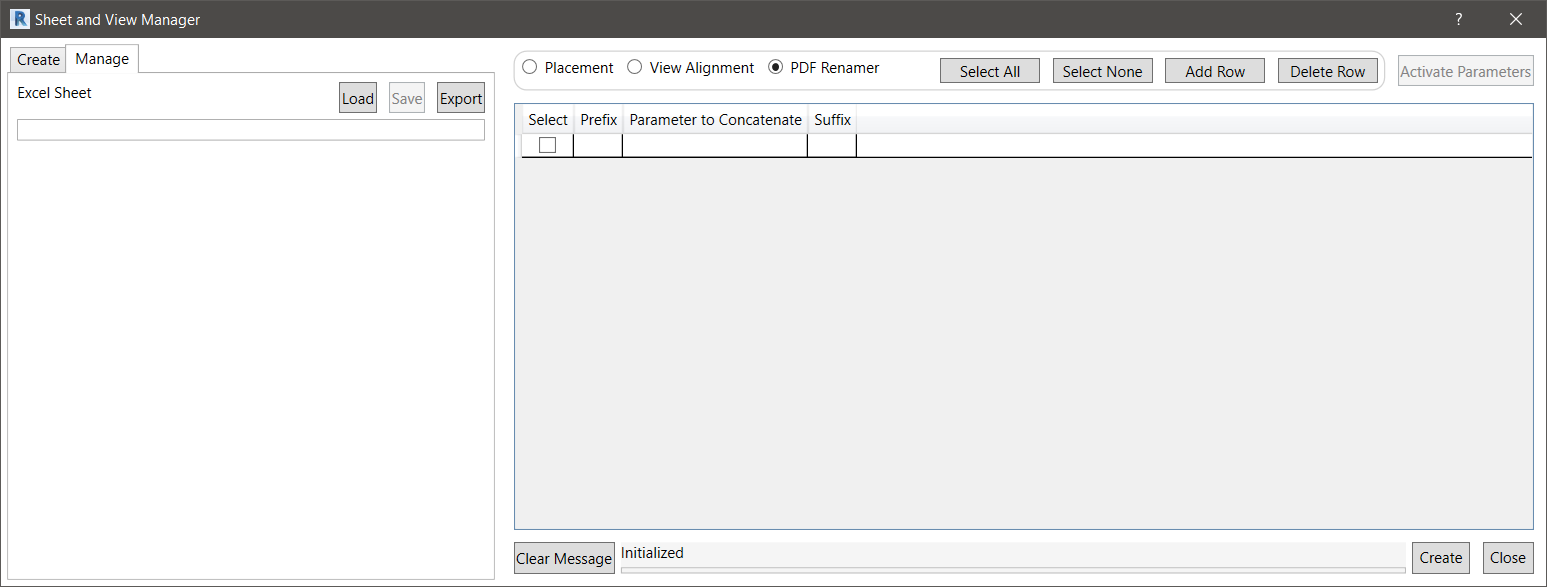 R Sheet and View Manager ?
Create Manage
Excel Sheet Load Save Export
Placement View Alignment PDF Renamer Select All Select None Add Row Delete Row Activate Parameters
Select Prefix Parameter to Concatenate Suffix
Clear Message Initialized Create Close